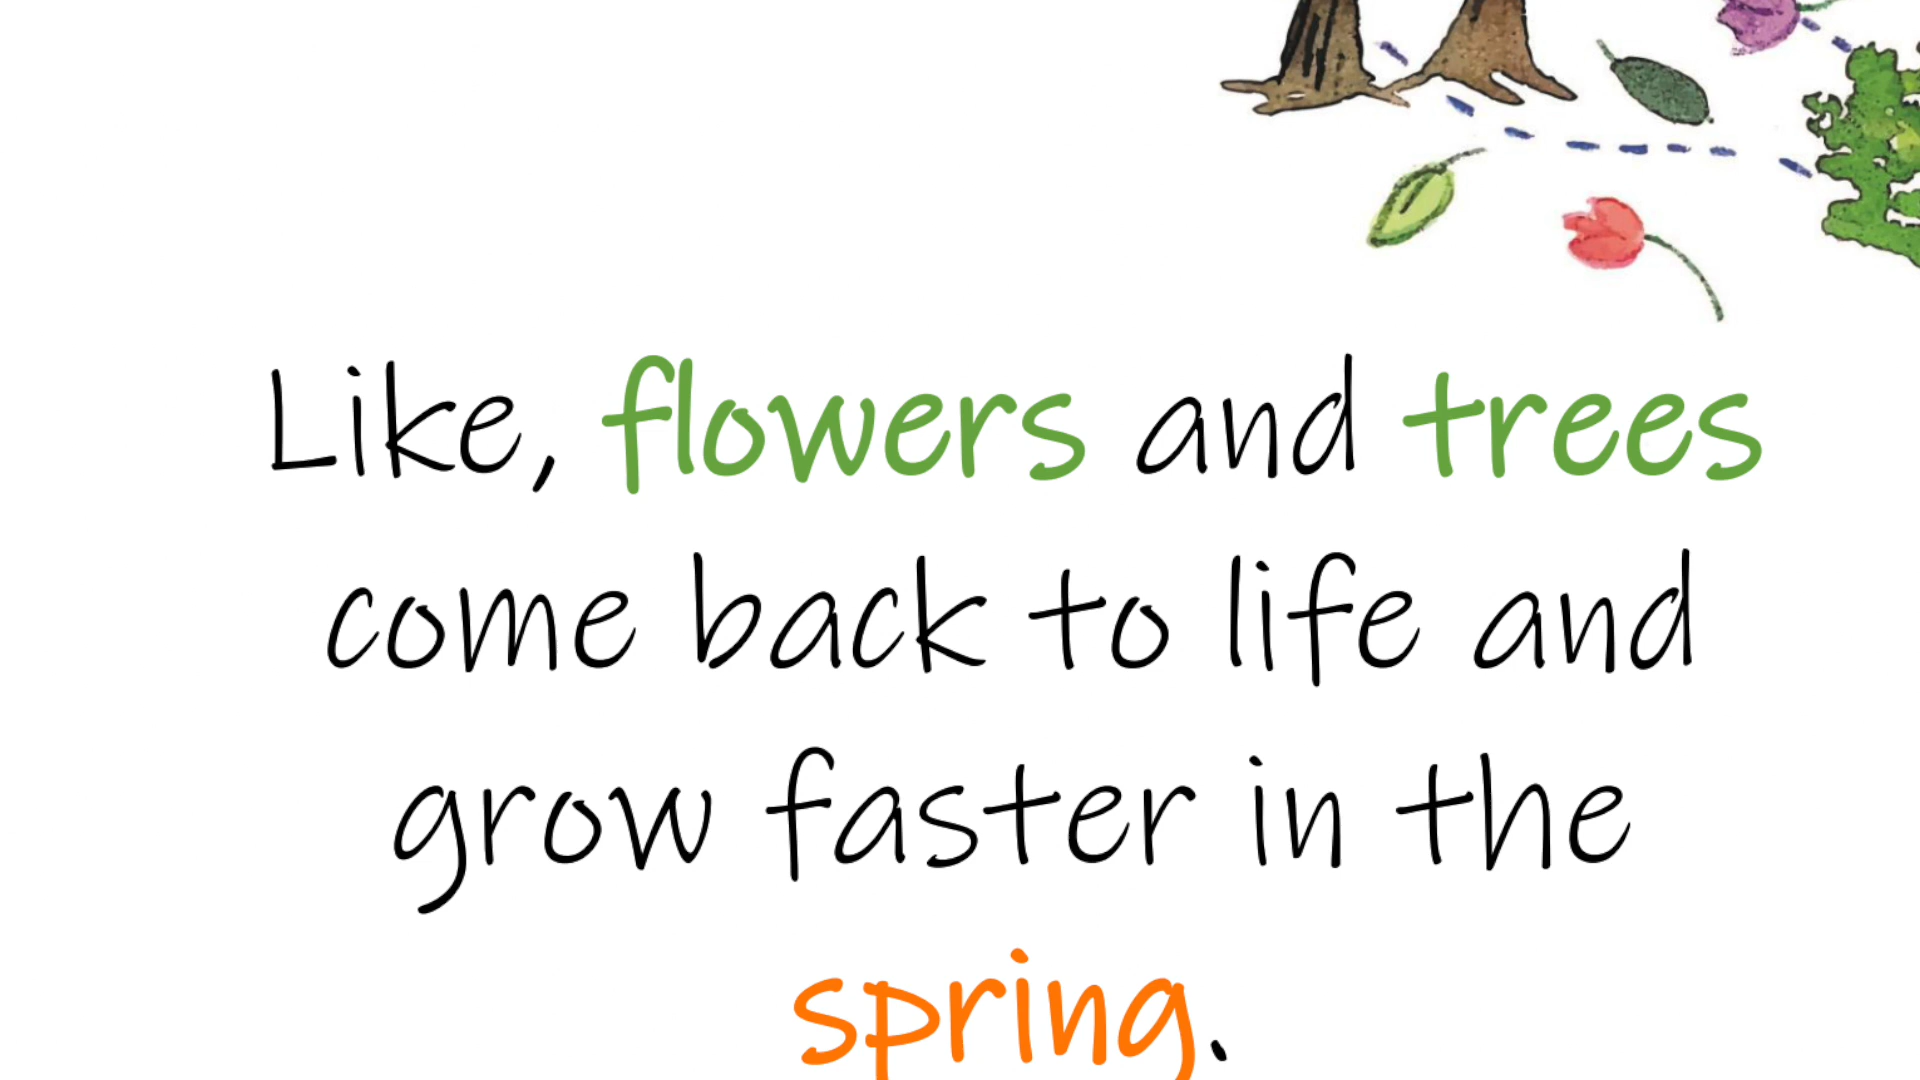 Like, flowers and trees
come back to life and
grow faster in the
spring.